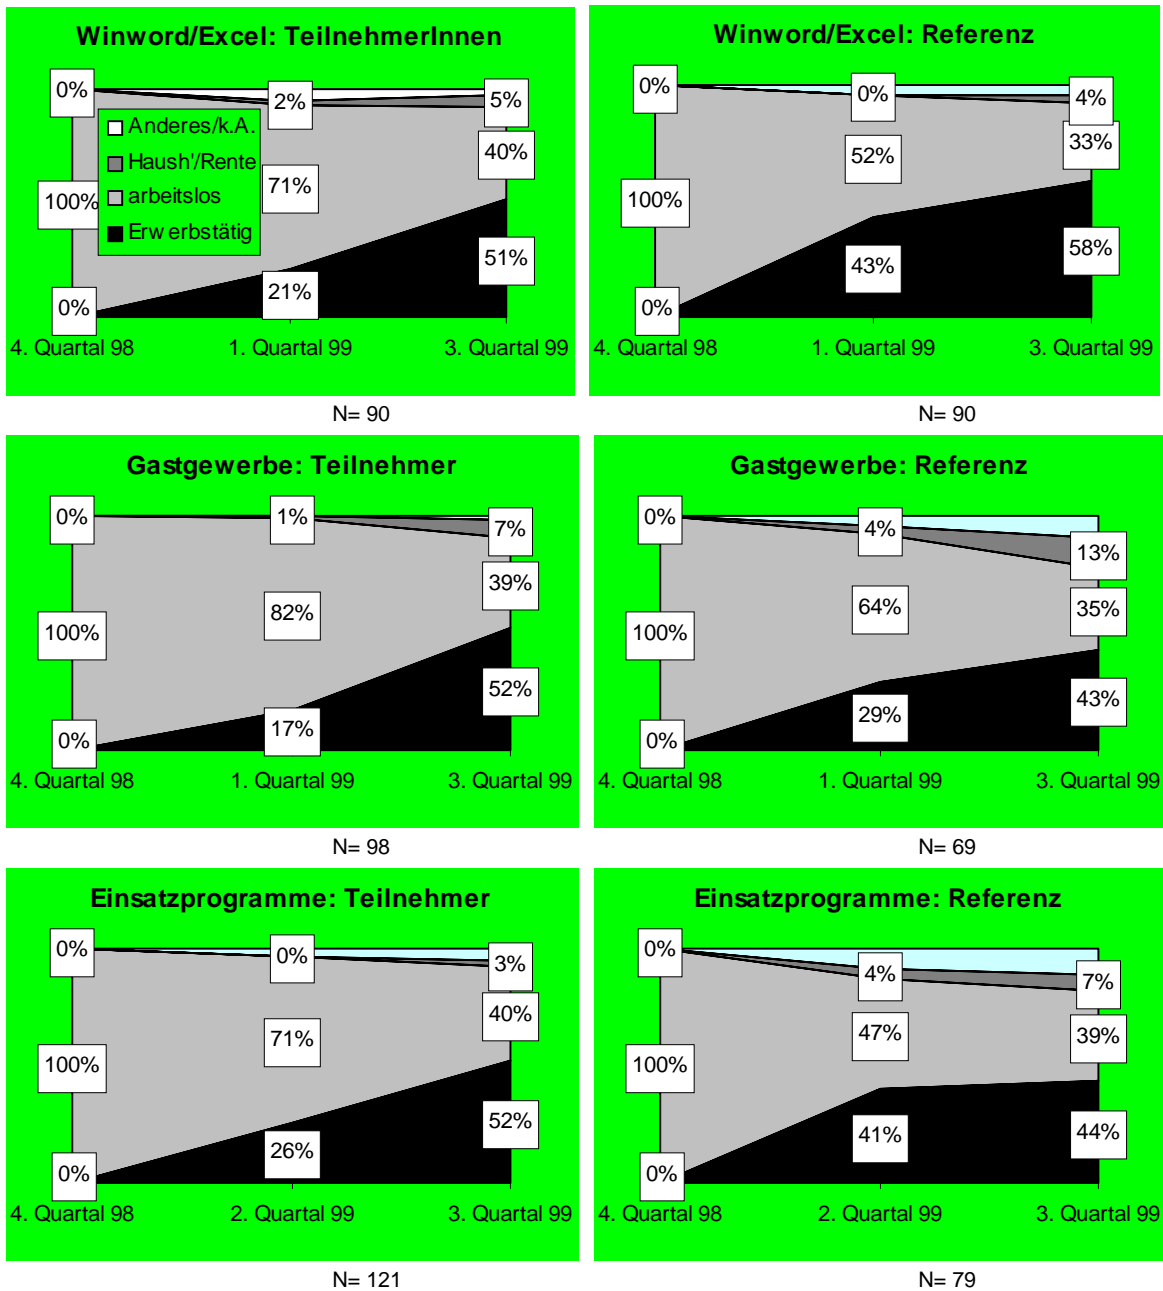 Winword/Excel: TeilnehmerInnen
0%
2%
5%
Anderes/k.A.
Haush'/Rente
arbeitslos
Erwerbstätig
100%
71%
40%
0%
21%
51%
4. Quartal 98
1. Quartal 99
3. Quartal 99
N= 90
Winword/Excel: Referenz
0%
0%
4%
100%
52%
33%
0%
43%
58%
4. Quartal 98
1. Quartal 99
3. Quartal 99
N= 90
Gastgewerbe: Teilnehmer
0%
1%
7%
100%
82%
39%
0%
17%
52%
4. Quartal 98
1. Quartal 99
3. Quartal 99
N= 98
Gastgewerbe: Referenz
0%
4%
13%
100%
64%
35%
0%
29%
43%
4. Quartal 98
1. Quartal 99
3. Quartal 99
N= 69
Einsatzprogramme: Teilnehmer
0%
0%
3%
100%
71%
40%
0%
26%
52%
4. Quartal 98
2. Quartal 99
3. Quartal 99
N= 121
Einsatzprogramme: Referenz
0%
4%
7%
100%
47%
39%
0%
41%
44%
4. Quartal 98
2. Quartal 99
3. Quartal 99
N= 79